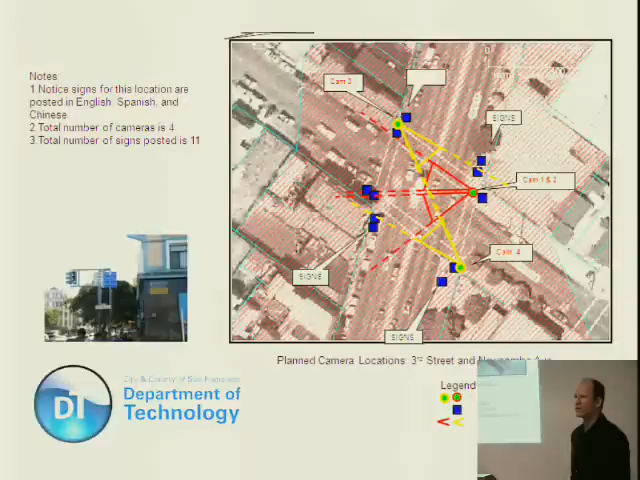 Notes:
1 Notice signs for this location are
posted in English, Spanish, and
Chinese.
2 Total number of cameras is 4
3 Total number of signs posted is 11
Cam 3
SIGNS
Cam 1 & 2
Cam 4
SIGNS
SIGNS
Planned Camera Locations: 3rd Street and
Legend
DT
City & County of San Francisco
Department of
Technology